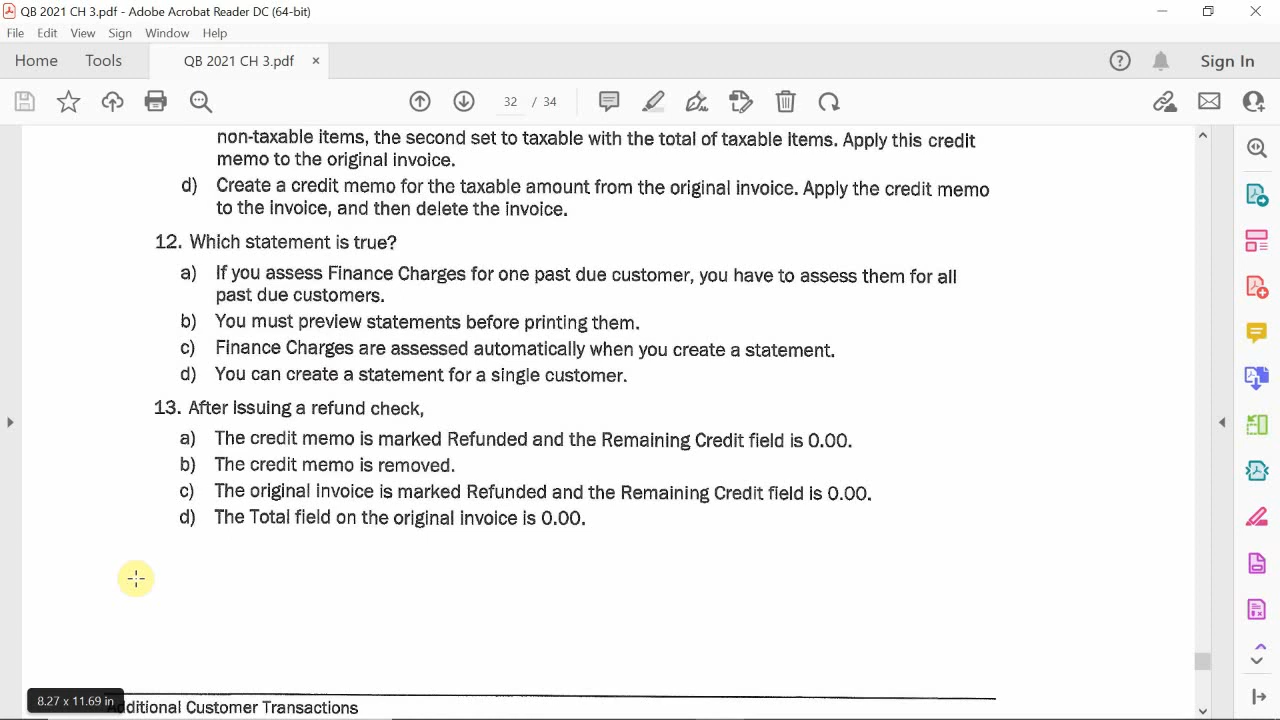 QB 2021 CH 3.pdf - Adobe Acrobat Reader DC (64-bit)
File Edit View Sign Window Help
Home Tools QB 2021 CH 3.pdf × Sign In
32 / 34
non-taxable items, the second set to taxable with the total of taxable items. Apply this credit
memo to the original invoice.
d) Create a credit memo for the taxable amount from the original invoice. Apply the credit memo
to the invoice, and then delete the invoice.
12. Which statement is true?
a) If you assess Finance Charges for one past due customer, you have to assess them for all
past due customers.
b) You must preview statements before printing them.
c) Finance Charges are assessed automatically when you create a statement.
d) You can create a statement for a single customer.
13. After issuing a refund check,
a) The credit memo is marked Refunded and the Remaining Credit field is 0.00.
b) The credit memo is removed.
c) The original invoice is marked Refunded and the Remaining Credit field is 0.00.
d) The Total field on the original invoice is 0.00.
8.27 x 11.69 in
Additional Customer Transactions